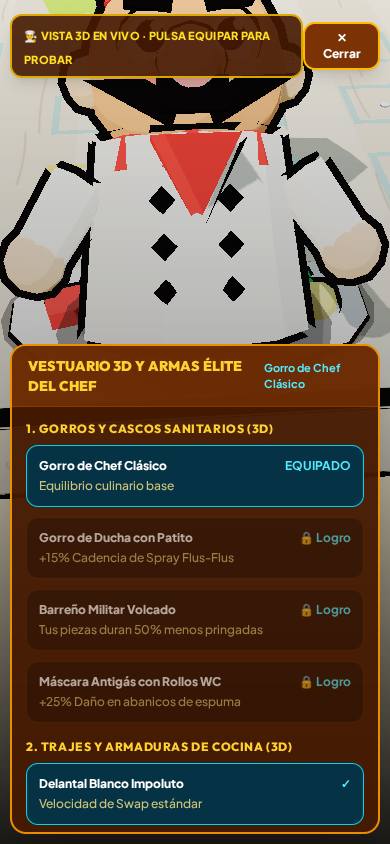 👨‍🍳 VISTA 3D EN VIVO · PULSA EQUIPAR PARA
PROBAR
✕
Cerrar
VESTUARIO 3D Y ARMAS ÉLITE
DEL CHEF
Gorro de Chef
Clásico
1. GORROS Y CASCOS SANITARIOS (3D)
Gorro de Chef Clásico
EQUIPADO
Equilibrio culinario base
Gorro de Ducha con Patito
🔒 Logro
+15% Cadencia de Spray Flus-Flus
Barreño Militar Volcado
🔒 Logro
Tus piezas duran 50% menos pringadas
Máscara Antigás con Rollos WC
🔒 Logro
+25% Daño en abanicos de espuma
2. TRAJES Y ARMADURAS DE COCINA (3D)
Delantal Blanco Impoluto
✓
Velocidad de Swap estándar